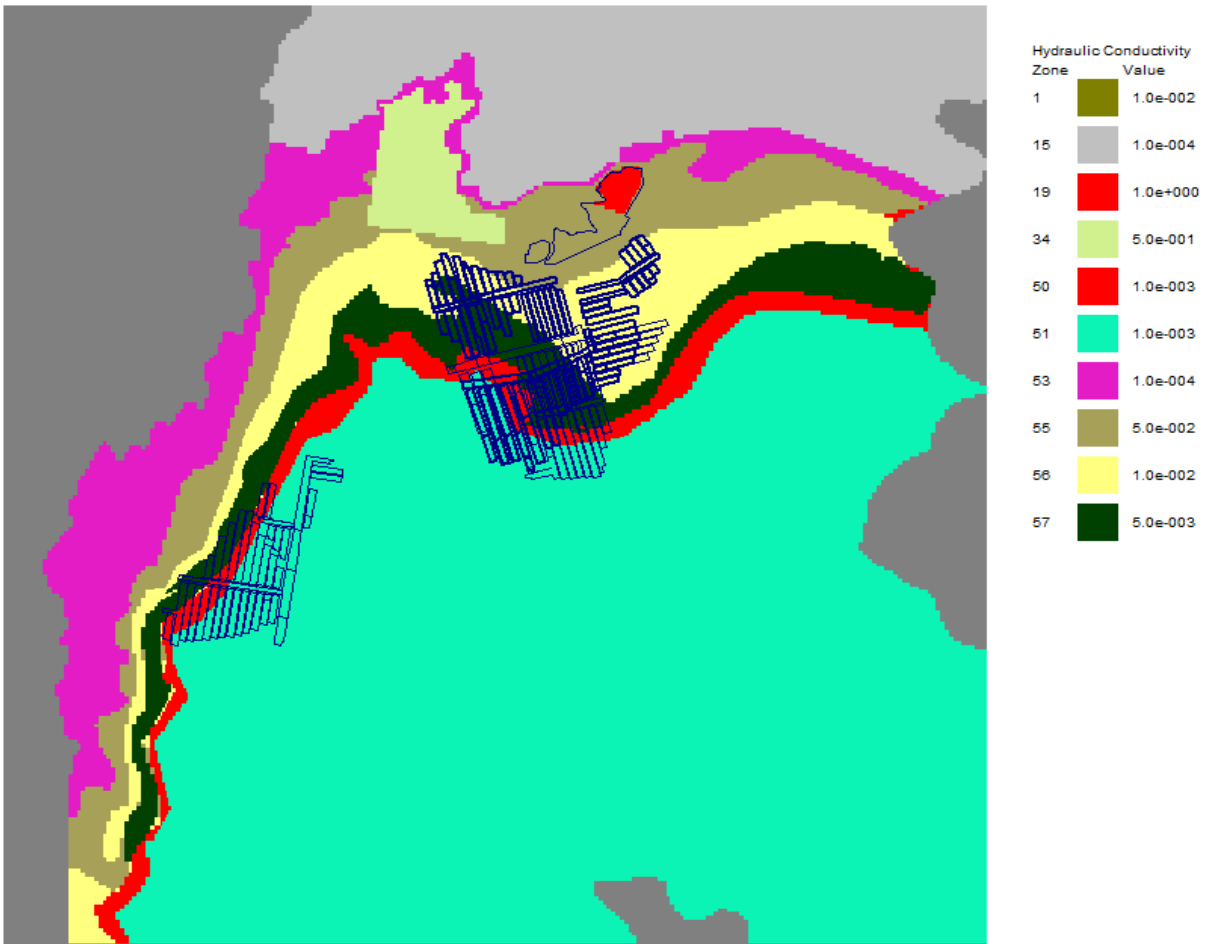 Hydraulic Conductivity
Zone Value
1 1.0e-002
15 1.0e-004
19 1.0e+000
34 5.0e-001
50 1.0e-003
51 1.0e-003
53 1.0e-004
55 5.0e-002
56 1.0e-002
57 5.0e-003